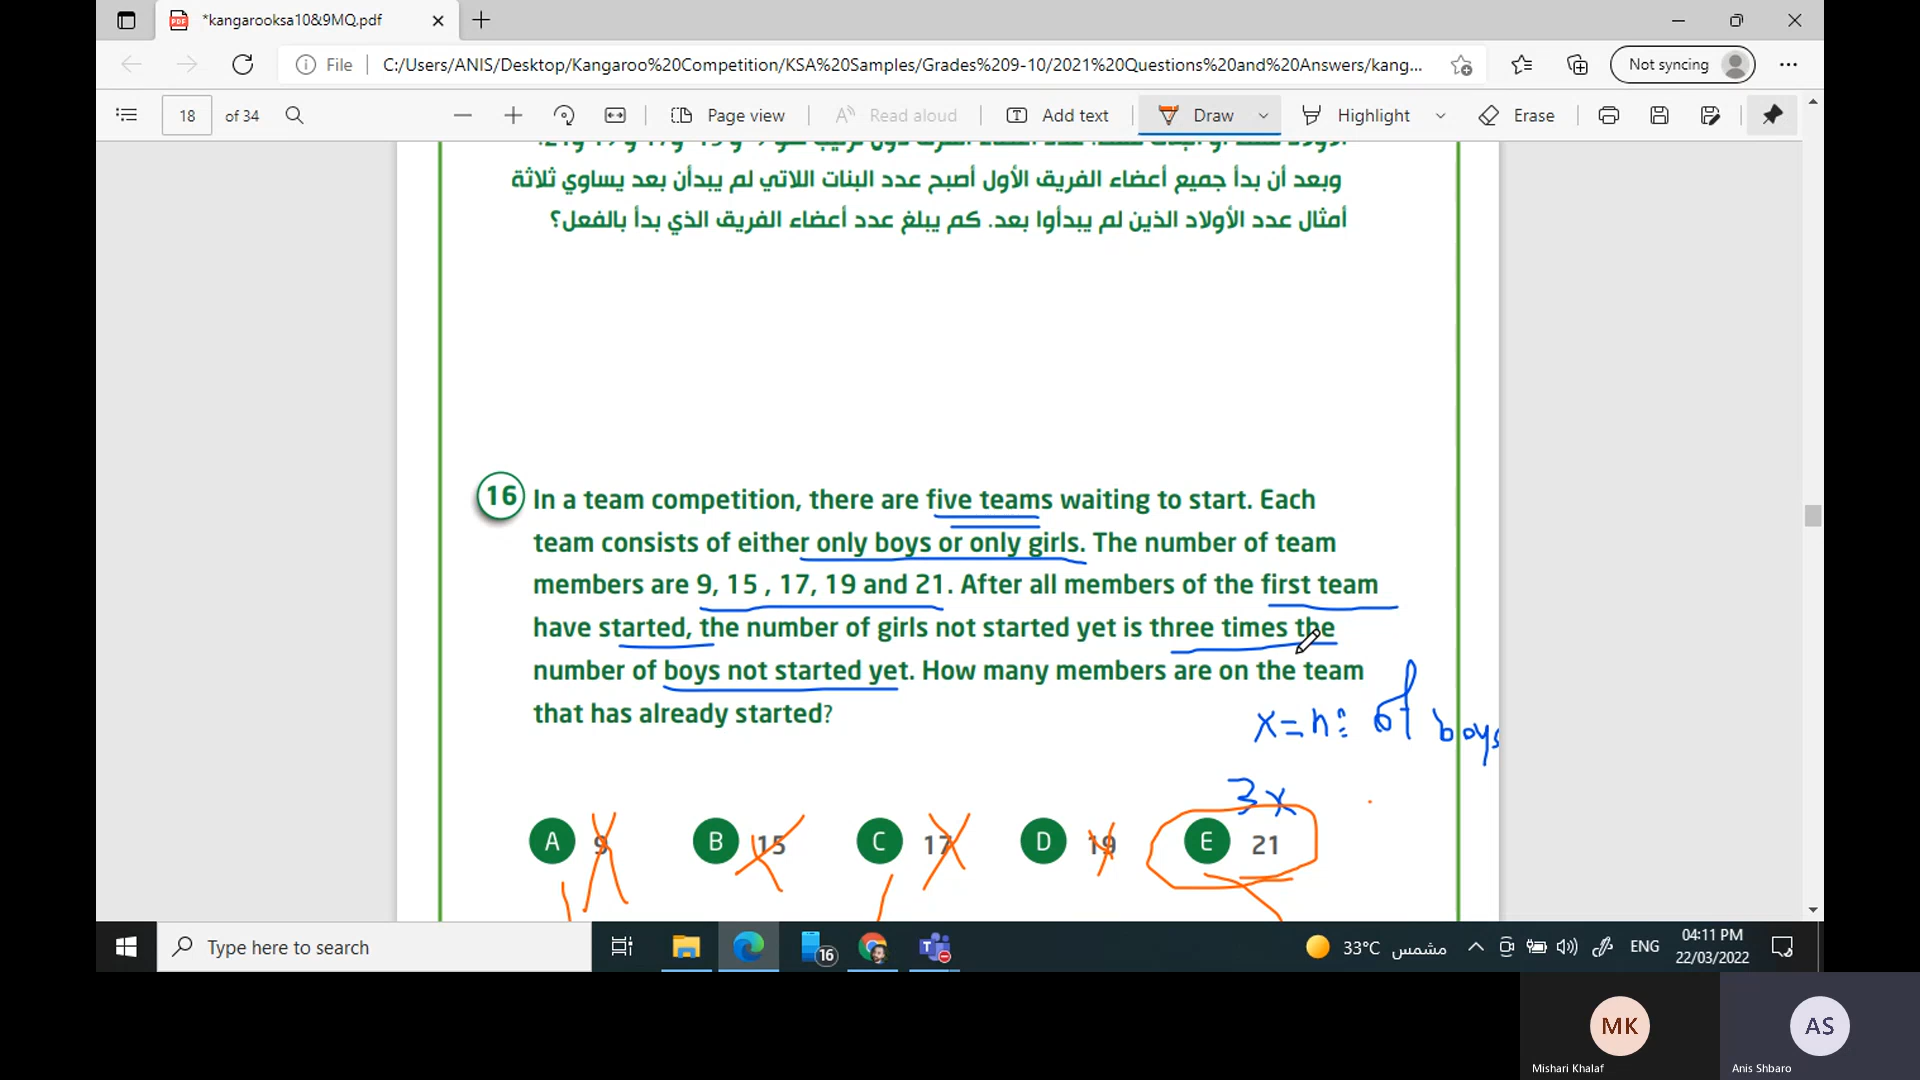 *kangarooksa10&9MQ.pdf
File
C:/Users/ANIS/Desktop/Kangaroo%20Competition/KSA%20Samples/Grades%209-10/2021%20Questions%20and%20Answers/kang...
Not syncing
18 of 34
Page view
Read aloud
Add text
Draw
Highlight
Erase
وبعد أن بدأ جميع أعضاء الفريق الأول أصبح عدد البنات اللاتي لم يبدأن بعد يساوي ثلاثة
أمثال عدد الأولاد الذين لم يبدأوا بعد. كم يبلغ عدد أعضاء الفريق الذي بدأ بالفعل؟
16 In a team competition, there are five teams waiting to start. Each
team consists of either only boys or only girls. The number of team
members are 9, 15 , 17, 19 and 21. After all members of the first team
have started, the number of girls not started yet is three times the
number of boys not started yet. How many members are on the team
that has already started?
x = n: of boys
3x
A 9 B 15 C 17 D 19 E 21
Type here to search
16
33°C مشمس
ENG
04:11 PM
22/03/2022
MK
Mishari Khalaf
AS
Anis Shbaro